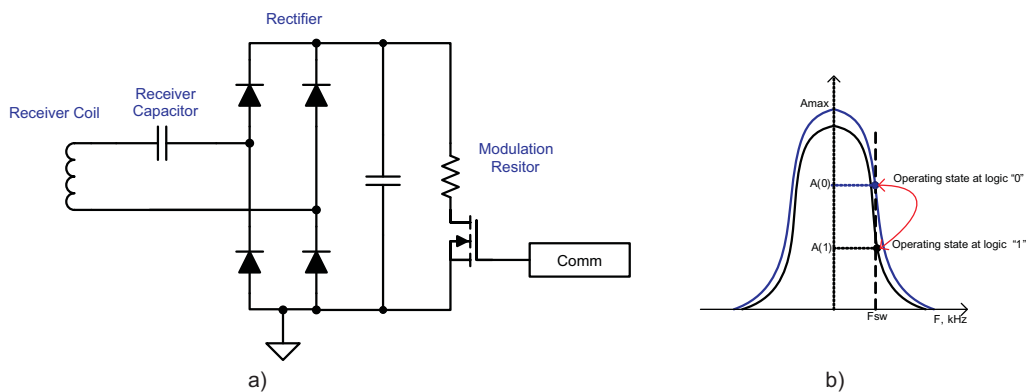 Rectifier
Receiver
Capacitor
Receiver Coil
Modulation
Resitor
Comm
a)
Amax
A(0)
Operating state at logic “0”
A(1)
Operating state at logic “1”
Fsw
F, kHz
b)